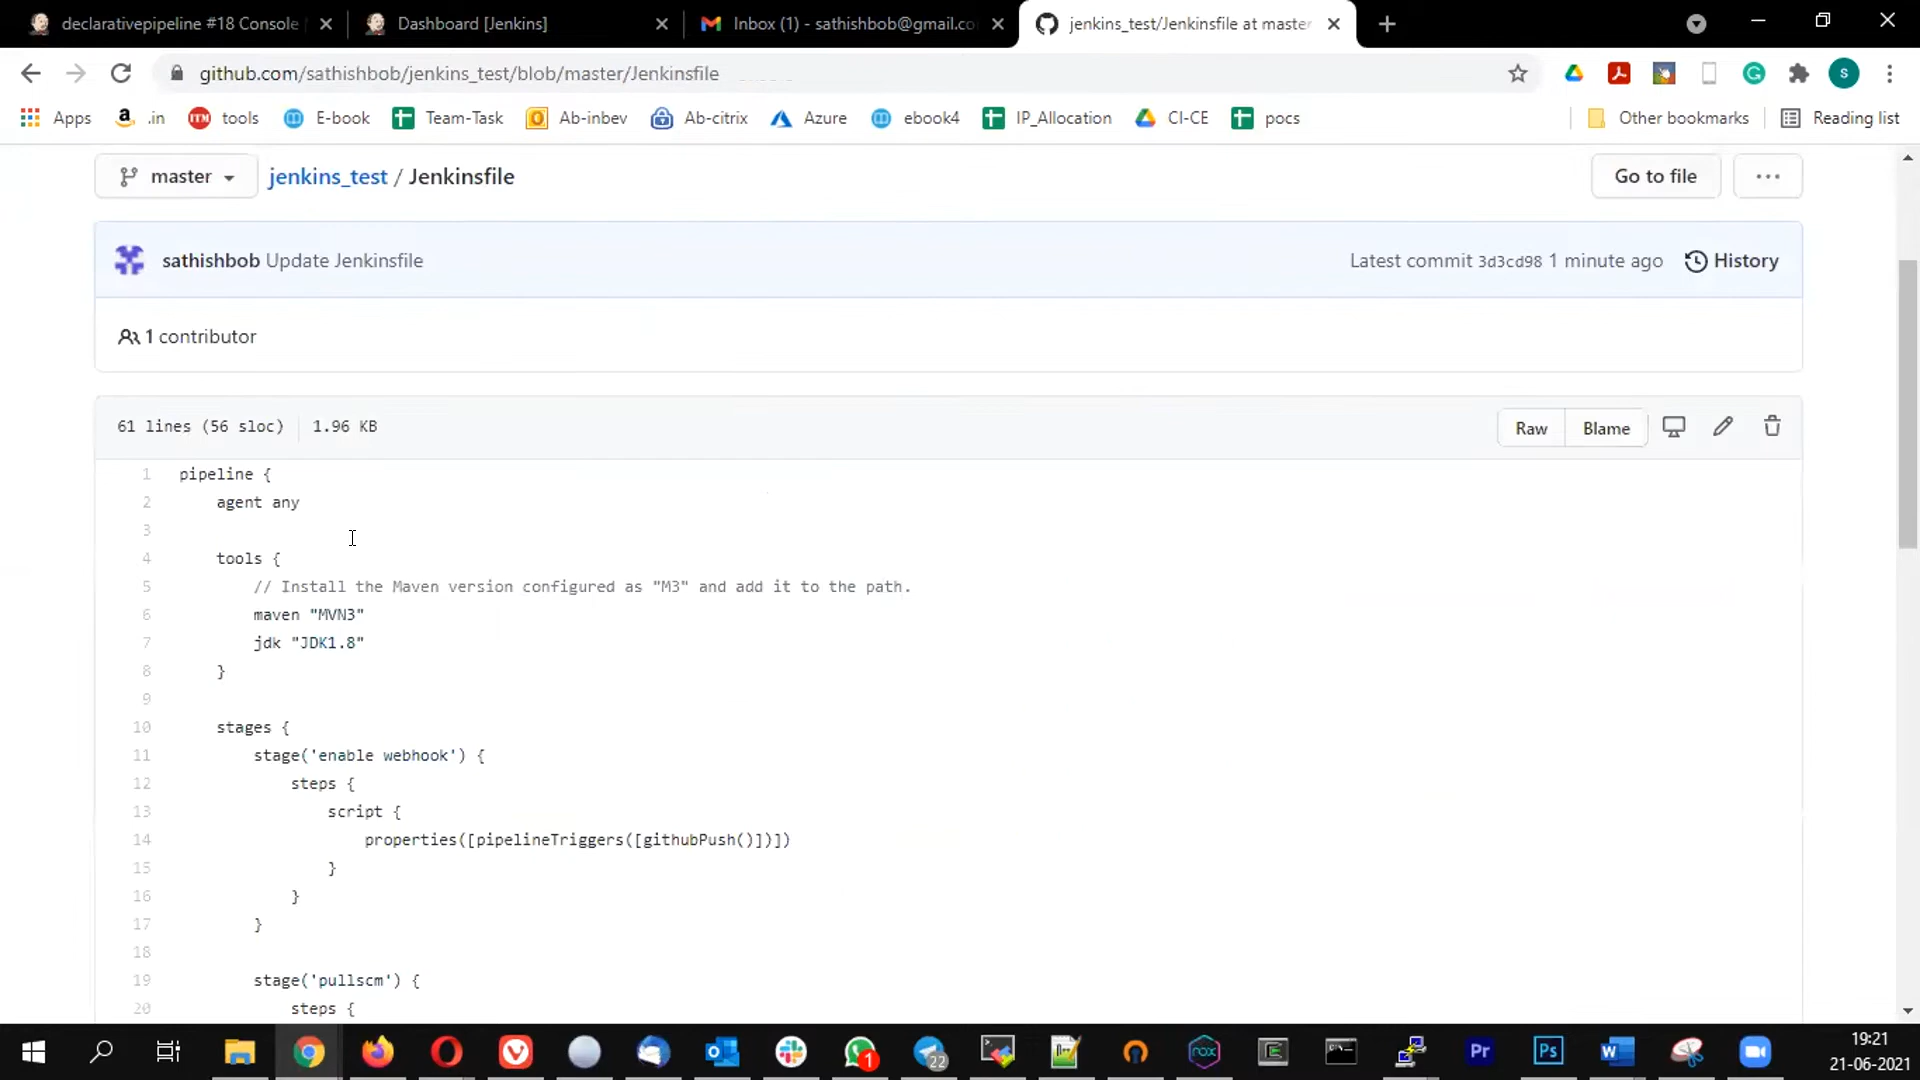 declarativepipeline #18 Console
Dashboard [Jenkins]
Inbox (1) - sathishbob@gmail.co
jenkins_test/Jenkinsfile at master
github.com/sathishbob/jenkins_test/blob/master/Jenkinsfile
S
Apps
.in
tools
E-book
Team-Task
Ab-inbev
Ab-citrix
Azure
ebook4
IP_Allocation
CI-CE
pocs
Other bookmarks
Reading list
master
jenkins_test / Jenkinsfile
Go to file
sathishbob Update Jenkinsfile
Latest commit 3d3cd98 1 minute ago
History
1 contributor
61 lines (56 sloc)
1.96 KB
Raw
Blame
1 pipeline {
2 agent any
3
4 tools {
5 // Install the Maven version configured as "M3" and add it to the path.
6 maven "MVN3"
7 jdk "JDK1.8"
8 }
9
10 stages {
11 stage('enable webhook') {
12 steps {
13 script {
14 properties([pipelineTriggers([githubPush()])])
15 }
16 }
17 }
18
19 stage('pullscm') {
20 steps {
1
22
nox
Pr
Ps
W
19:21
21-06-2021